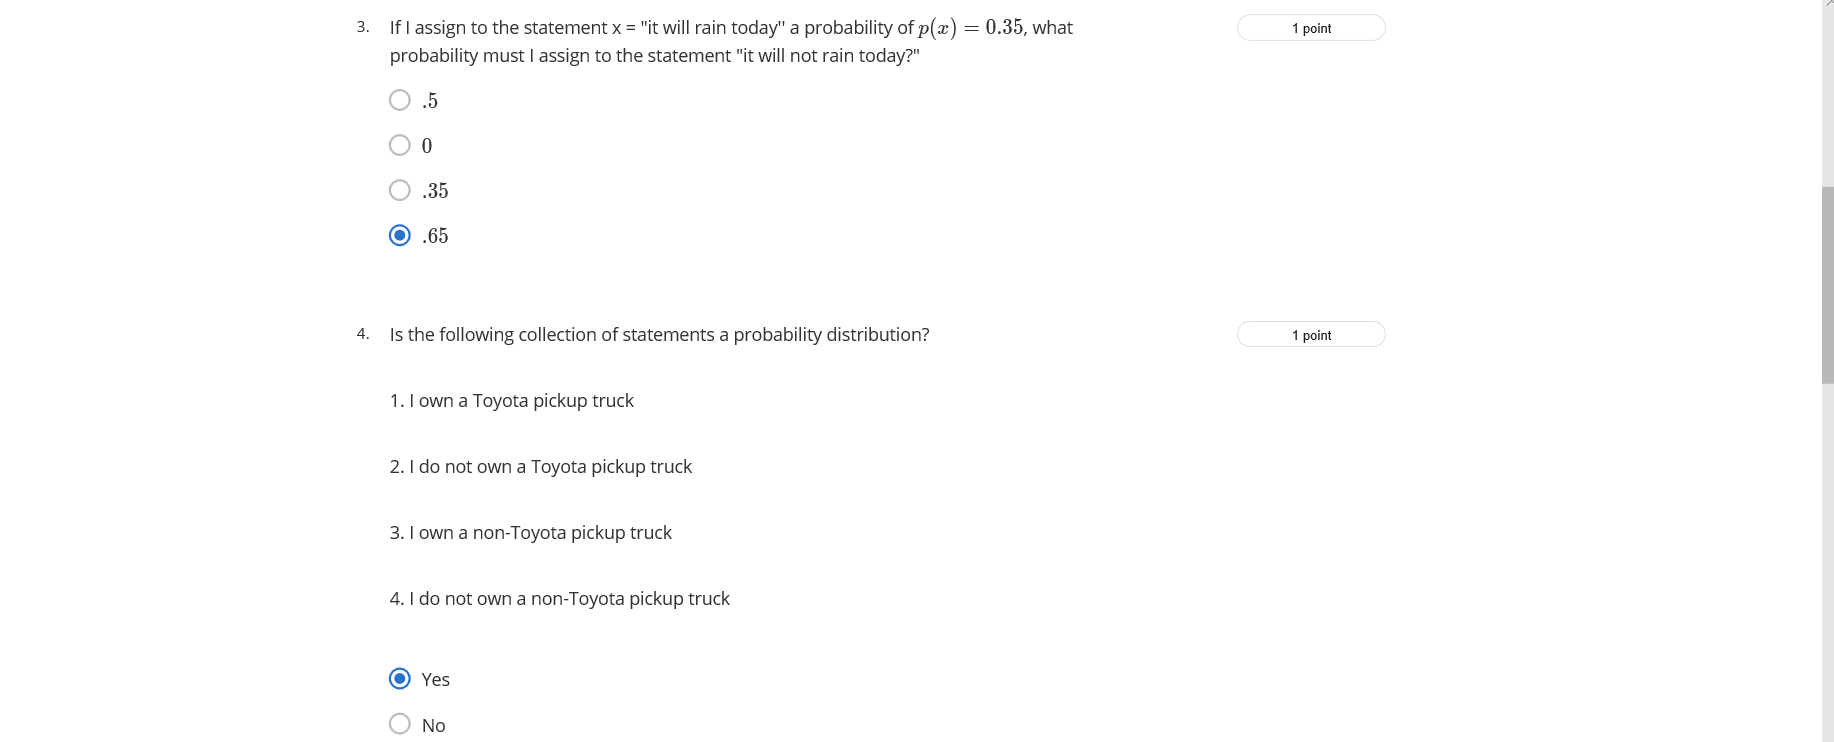 3. If I assign to the statement x = "it will rain today'' a probability of p(x) = 0.35, what
1 point
probability must I assign to the statement "it will not rain today?"
.5
0
.35
.65
4. Is the following collection of statements a probability distribution?
1 point
1. I own a Toyota pickup truck
2. I do not own a Toyota pickup truck
3. I own a non-Toyota pickup truck
4. I do not own a non-Toyota pickup truck
Yes
No